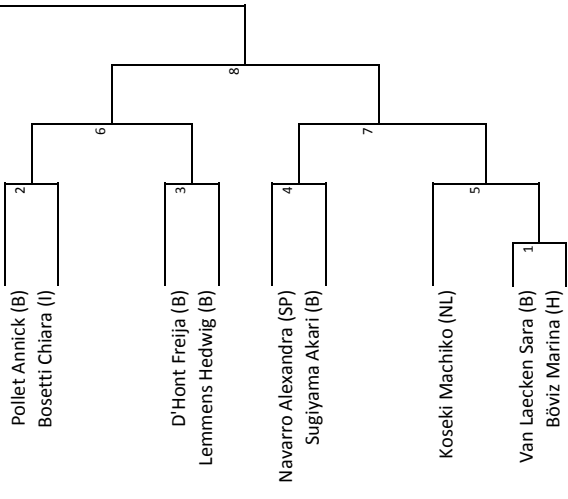 Pollet Annick (B)
Bosetti Chiara (I)
D'Hont Freija (B)
Lemmens Hedwig (B)
Navarro Alexandra (SP)
Sugiyama Akari (B)
Koseki Machiko (NL)
Van Laecken Sara (B)
Böviz Marina (H)
1
2
3
4
5
6
7
8